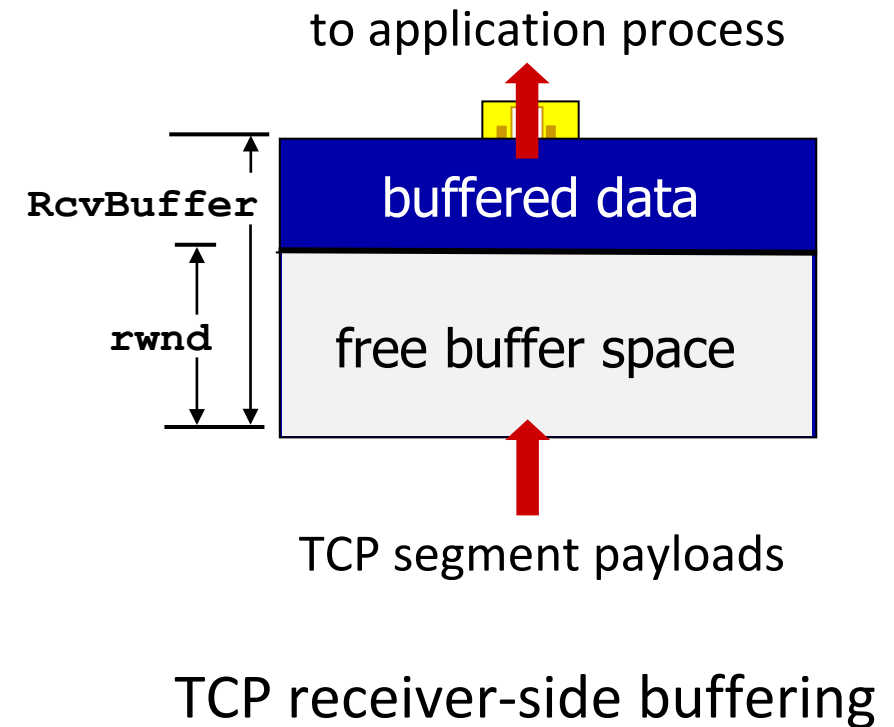 to application process
buffered data
RcvBuffer
rwnd
free buffer space
TCP segment payloads
TCP receiver-side buffering